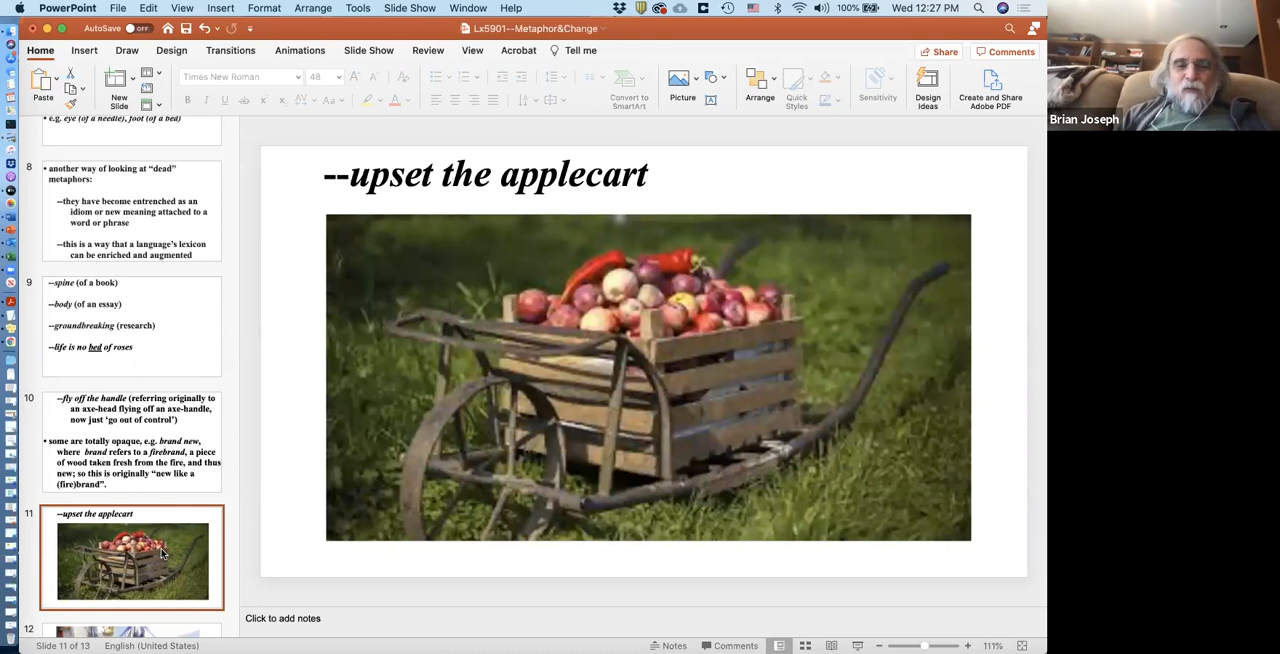 PowerPoint File Edit View Insert Format Arrange Tools Slide Show Window Help 100% Wed 12:27 PM
AutoSave OFF Lx5901--Metaphor&Change
Home Insert Draw Design Transitions Animations Slide Show Review View Acrobat Tell me Share Comments
Times New Roman 48
Paste New Slide Convert to SmartArt Picture Arrange Quick Styles Sensitivity Design Ideas Create and Share Adobe PDF
Brian Joseph
• e.g. eye (of a needle), foot (of a bed)
8
• another way of looking at “dead”
metaphors:
--they have become entrenched as an
idiom or new meaning attached to a
word or phrase
--this is a way that a language’s lexicon
can be enriched and augmented
9
--spine (of a book)
--body (of an essay)
--groundbreaking (research)
--life is no bed of roses
10
--fly off the handle (referring originally to
an axe-head flying off an axe-handle,
now just ‘go out of control’)
• some are totally opaque, e.g. brand new,
where brand refers to a firebrand, a piece
of wood taken fresh from the fire, and thus
new; so this is originally “new like a
(fire)brand”.
11
--upset the applecart
12
--upset the applecart
Click to add notes
Slide 11 of 13 English (United States) Notes Comments 111%